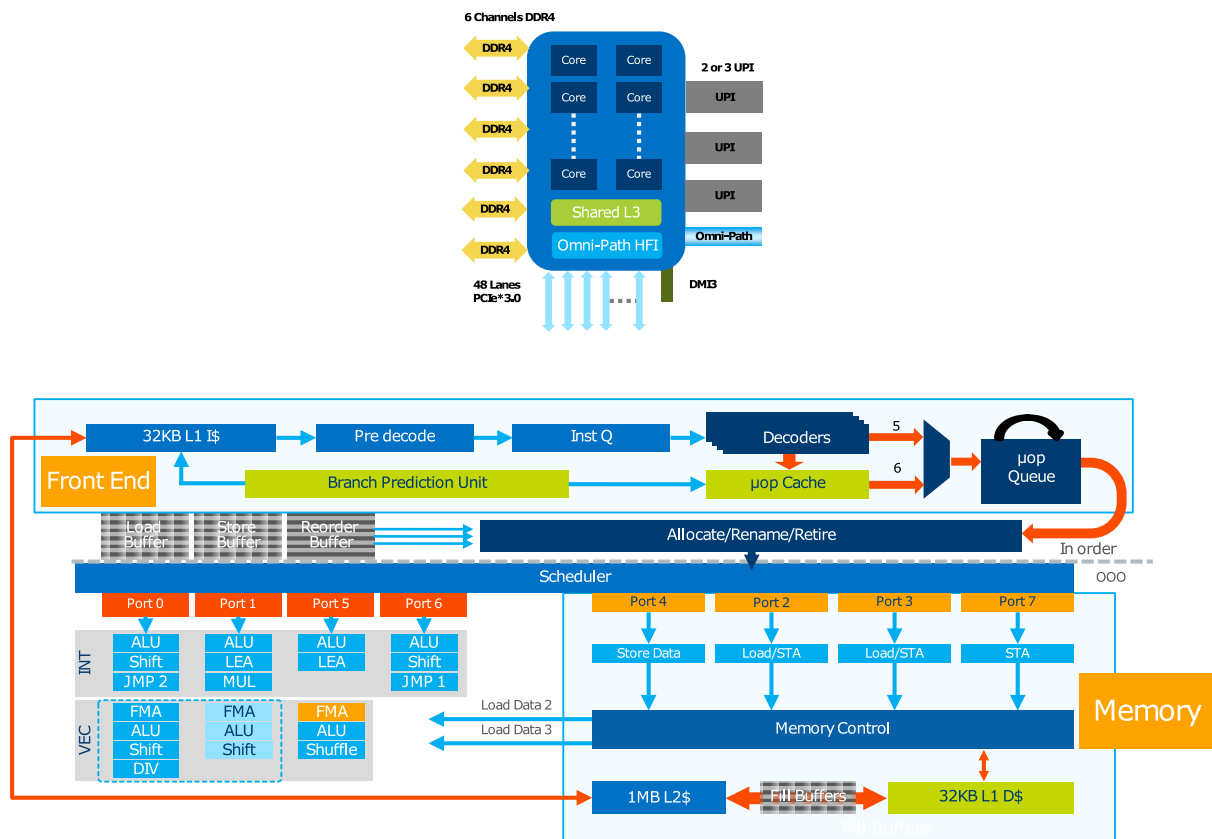 6 Channels DDR4
DDR4
DDR4
DDR4
DDR4
DDR4
DDR4
Core
Core
Core
Core
Core
Core
Shared L3
Omni-Path HFI
2 or 3 UPI
UPI
UPI
UPI
Omni-Path
48 Lanes
PCIe*3.0
DMI3
32KB L1 I$
Pre decode
Inst Q
Decoders
5
6
μop
Queue
Front End
Branch Prediction Unit
μop Cache
Load
Buffer
Store
Buffer
Reorder
Buffer
Allocate/Rename/Retire
In order
OOO
Scheduler
Port 0
Port 1
Port 5
Port 6
Port 4
Port 2
Port 3
Port 7
INT
ALU
Shift
JMP 2
ALU
LEA
MUL
ALU
LEA
ALU
Shift
JMP 1
Store Data
Load/STA
Load/STA
STA
VEC
FMA
ALU
Shift
DIV
FMA
ALU
Shift
FMA
ALU
Shuffle
Load Data 2
Load Data 3
Memory Control
Memory
1MB L2$
Fill Buffers
32KB L1 D$
Fill Buffers